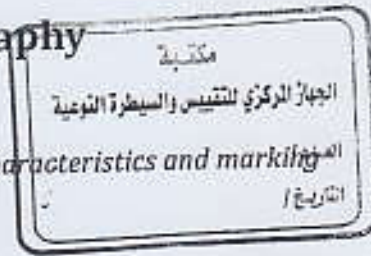 aphy
مكتبة
الجهاز المركزي للتقييس والسيطرة النوعية
aracteristics and marking
التاريخ /